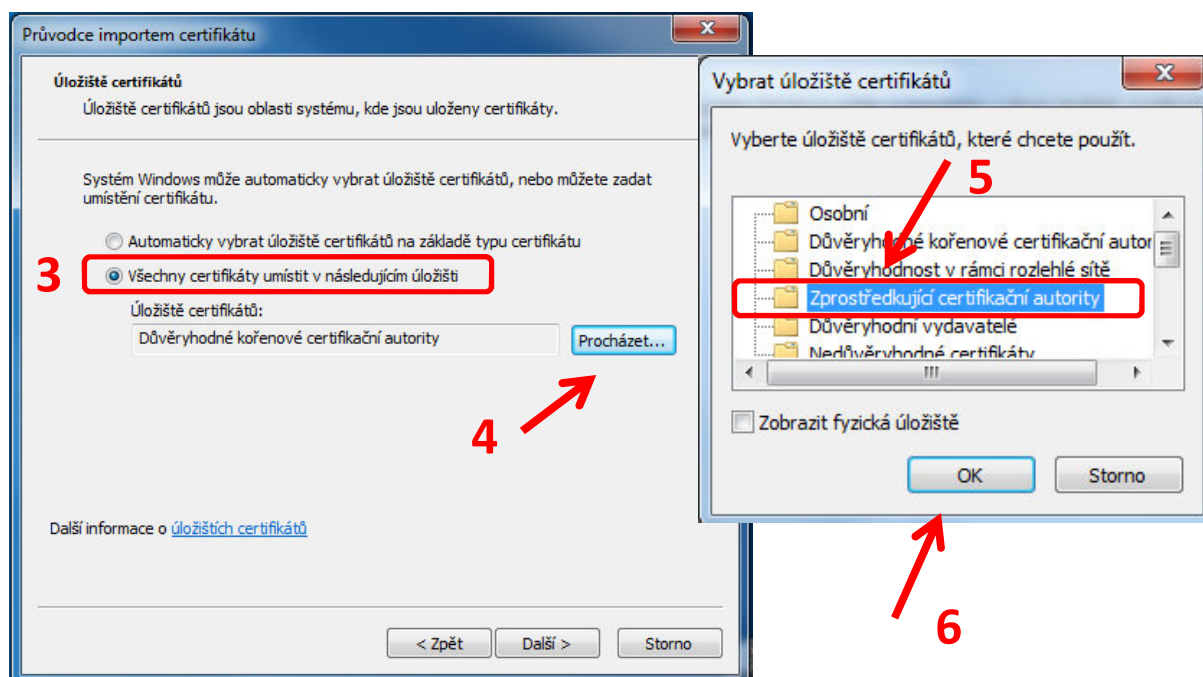 Průvodce importem certifikátu
Úložiště certifikátů
Úložiště certifikátů jsou oblasti systému, kde jsou uloženy certifikáty.
Systém Windows může automaticky vybrat úložiště certifikátů, nebo můžete zadat
umístění certifikátu.
Automaticky vybrat úložiště certifikátů na základě typu certifikátu
3
Všechny certifikáty umístit v následujícím úložišti
Úložiště certifikátů:
Důvěryhodné kořenové certifikační autority
Procházet...
4
Další informace o úložištích certifikátů
< Zpět
Další >
Storno
Vybrat úložiště certifikátů
Vyberte úložiště certifikátů, které chcete použít.
5
Osobní
Důvěryhodné kořenové certifikační autor
Důvěryhodnost v rámci rozlehlé sítě
Zprostředkující certifikační autority
Důvěryhodní vydavatelé
Nedůvěryhodné certifikáty
Zobrazit fyzická úložiště
OK
Storno
6